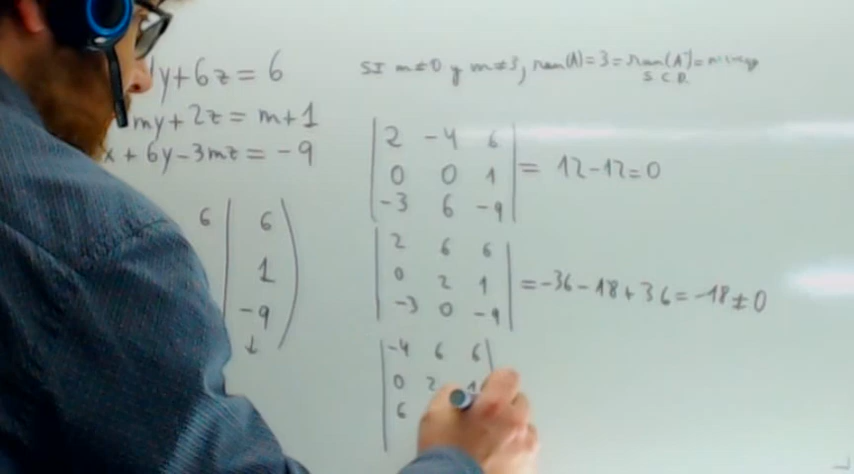 y+6z = 6
my+2z = m+1
x+6y-3mz = -9
6 | 6
1
-9
↓
SI m≠0 y m≠3, ran(A)=3=ran(A')=
S C D
| 2 -4 6 |
| 0 0 1 | = 12-12=0
| -3 6 -9 |
| 2 6 6 |
| 0 2 1 | =-36-18+36=-18≠0
| -3 0 -9 |
| -4 6 6 |
| 0 2 1
| 6